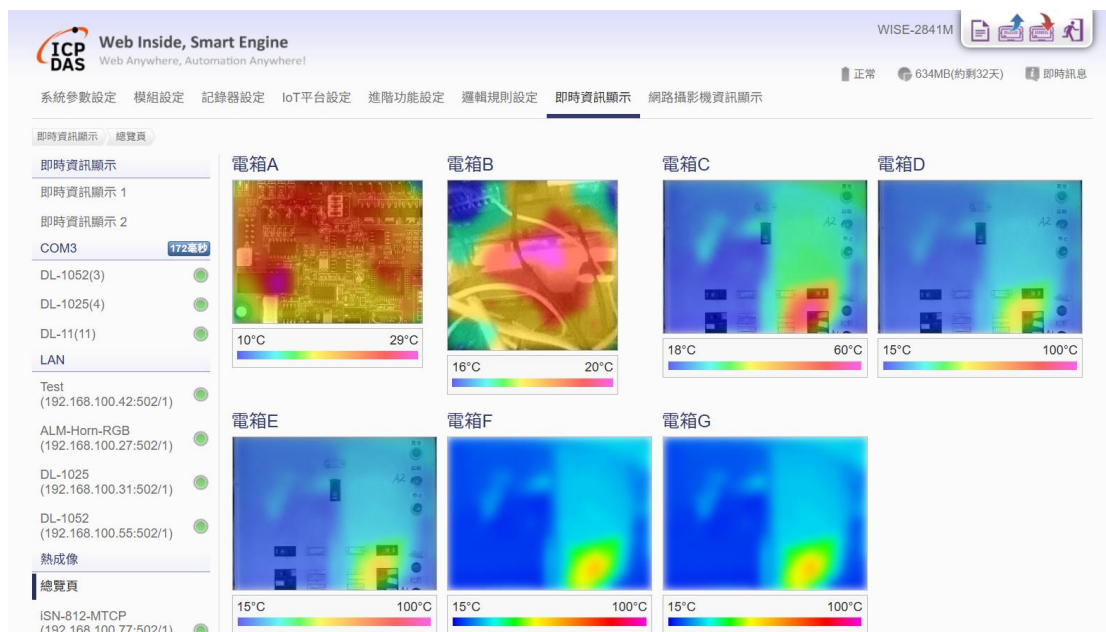 WISE-2841M
ICP DAS
Web Inside, Smart Engine
Web Anywhere, Automation Anywhere!
正常
634MB(約剩32天)
即時訊息
系統參數設定 模組設定 記錄器設定 IoT平台設定 進階功能設定 邏輯規則設定 即時資訊顯示 網路攝影機資訊顯示
即時資訊顯示 總覽頁
即時資訊顯示
即時資訊顯示 1
即時資訊顯示 2
COM3 172毫秒
DL-1052(3)
DL-1025(4)
DL-11(11)
LAN
Test
(192.168.100.42:502/1)
ALM-Horn-RGB
(192.168.100.27:502/1)
DL-1025
(192.168.100.31:502/1)
DL-1052
(192.168.100.55:502/1)
熱成像
總覽頁
iSN-812-MTCP
(192.168.100.77:502/1)
電箱A
10°C 29°C
電箱B
16°C 20°C
電箱C
A2
18°C 60°C
電箱D
A2
15°C 100°C
電箱E
A2
15°C 100°C
電箱F
15°C 100°C
電箱G
15°C 100°C